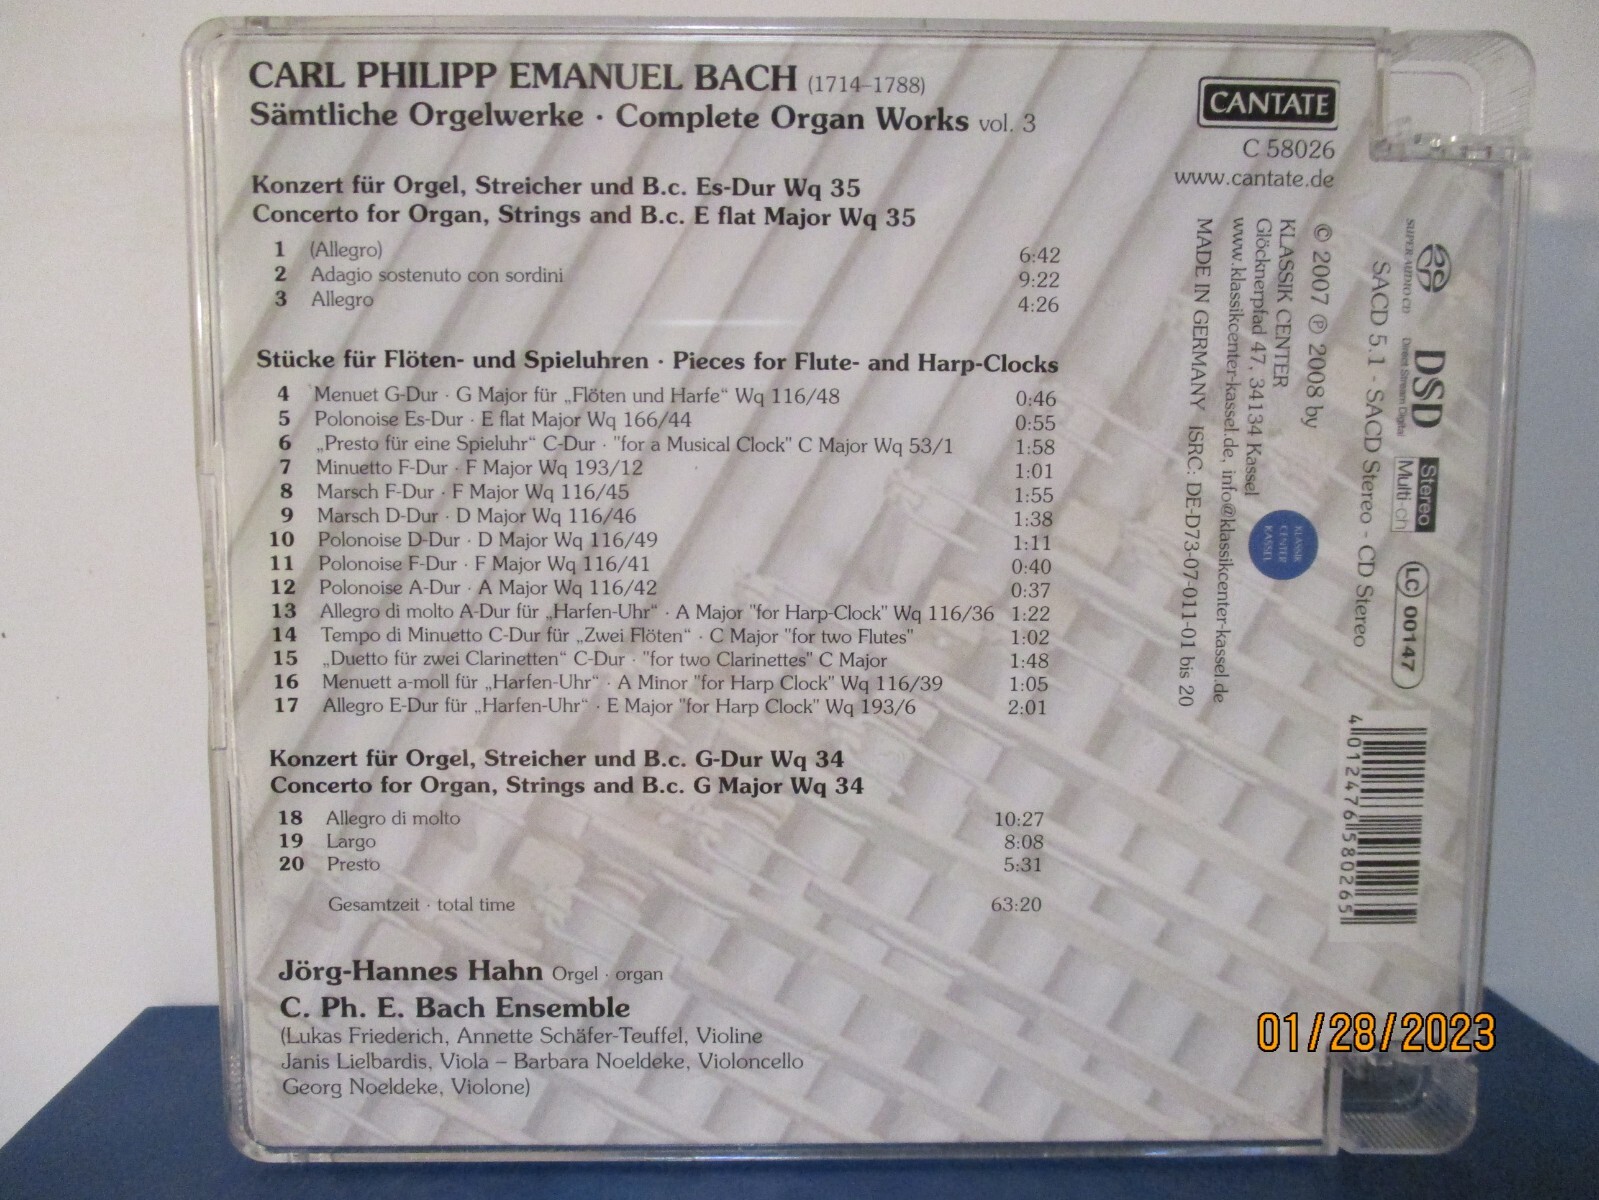 CARL PHILIPP EMANUEL BACH (1714–1788)
Sämtliche Orgelwerke · Complete Organ Works vol. 3
Konzert für Orgel, Streicher und B.c. Es-Dur Wq 35
Concerto for Organ, Strings and B.c. E flat Major Wq 35
1 (Allegro) 6:42
2 Adagio sostenuto con sordini 9:22
3 Allegro 4:26
Stücke für Flöten- und Spieluhren · Pieces for Flute- and Harp-Clocks
4 Menuet G-Dur · G Major für „Flöten und Harfe“ Wq 116/48 0:46
5 Polonoise Es-Dur · E flat Major Wq 166/44 0:55
6 „Presto für eine Spieluhr“ C-Dur · "for a Musical Clock" C Major Wq 53/1 1:58
7 Minuetto F-Dur · F Major Wq 193/12 1:01
8 Marsch F-Dur · F Major Wq 116/45 1:55
9 Marsch D-Dur · D Major Wq 116/46 1:38
10 Polonoise D-Dur · D Major Wq 116/49 1:11
11 Polonoise F-Dur · F Major Wq 116/41 0:40
12 Polonoise A-Dur · A Major Wq 116/42 0:37
13 Allegro di molto A-Dur für „Harfen-Uhr“ · A Major "for Harp-Clock" Wq 116/36 1:22
14 Tempo di Minuetto C-Dur für „Zwei Flöten“ · C Major "for two Flutes" 1:02
15 „Duetto für zwei Clarinetten“ C-Dur · "for two Clarinettes" C Major 1:48
16 Menuett a-moll für „Harfen-Uhr“ · A Minor "for Harp Clock" Wq 116/39 1:05
17 Allegro E-Dur für „Harfen-Uhr“ · E Major "for Harp Clock" Wq 193/6 2:01
Konzert für Orgel, Streicher und B.c. G-Dur Wq 34
Concerto for Organ, Strings and B.c. G Major Wq 34
18 Allegro di molto 10:27
19 Largo 8:08
20 Presto 5:31
Gesamtzeit · total time 63:20
Jörg-Hannes Hahn Orgel · organ
C. Ph. E. Bach Ensemble
(Lukas Friederich, Annette Schäfer-Teuffel, Violine
Janis Lielbardis, Viola – Barbara Noeldeke, Violoncello
Georg Noeldeke, Violone)
CANTATE
C 58026
www.cantate.de
© 2007 ℗ 2008 by
KLASSIK CENTER
Glöcknerpfad 47, 34134 Kassel
www.klassikcenter-kassel.de, info@klassikcenter-kassel.de
MADE IN GERMANY ISRC: DE-D73-07-011-01 bis 20
KLASSIK
CENTER
KASSEL
SUPER AUDIO CD
DSD
Direct Stream Digital
Stereo
Multi-ch
LC 00147
SACD 5.1 - SACD Stereo - CD Stereo
4 012476 580265
01/28/2023